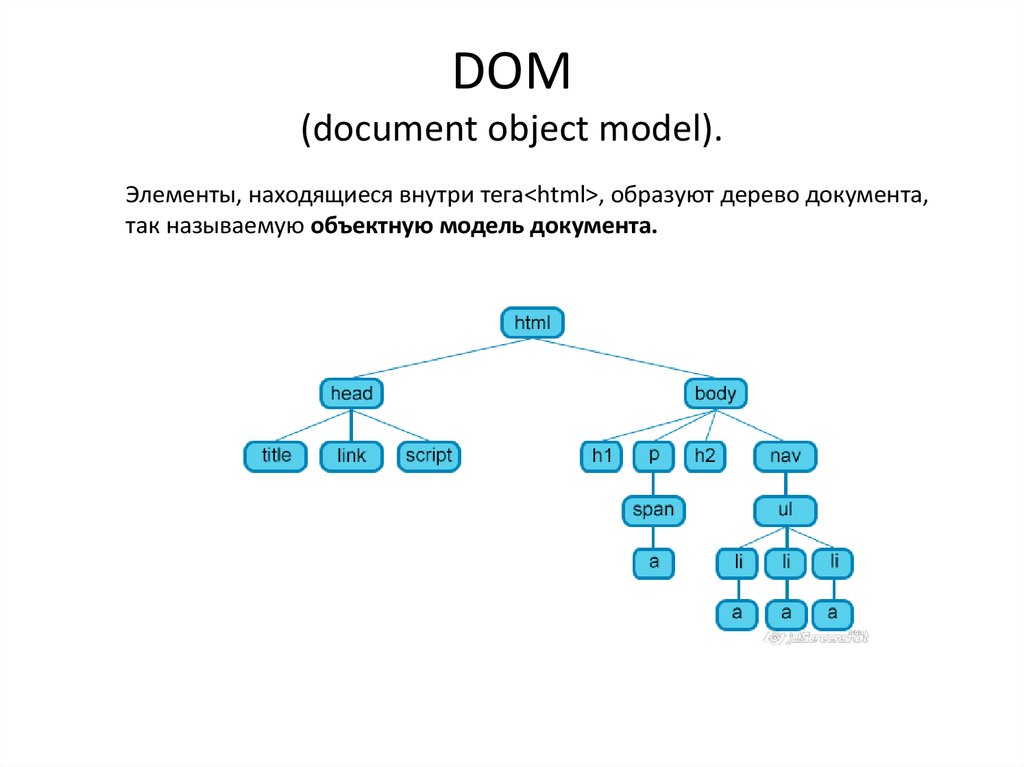 DOM
(document object model).
Элементы, находящиеся внутри тега<html>, образуют дерево документа,
так называемую объектную модель документа.
html
head body
title link script h1 p h2 nav
span ul
a li li li
a a a